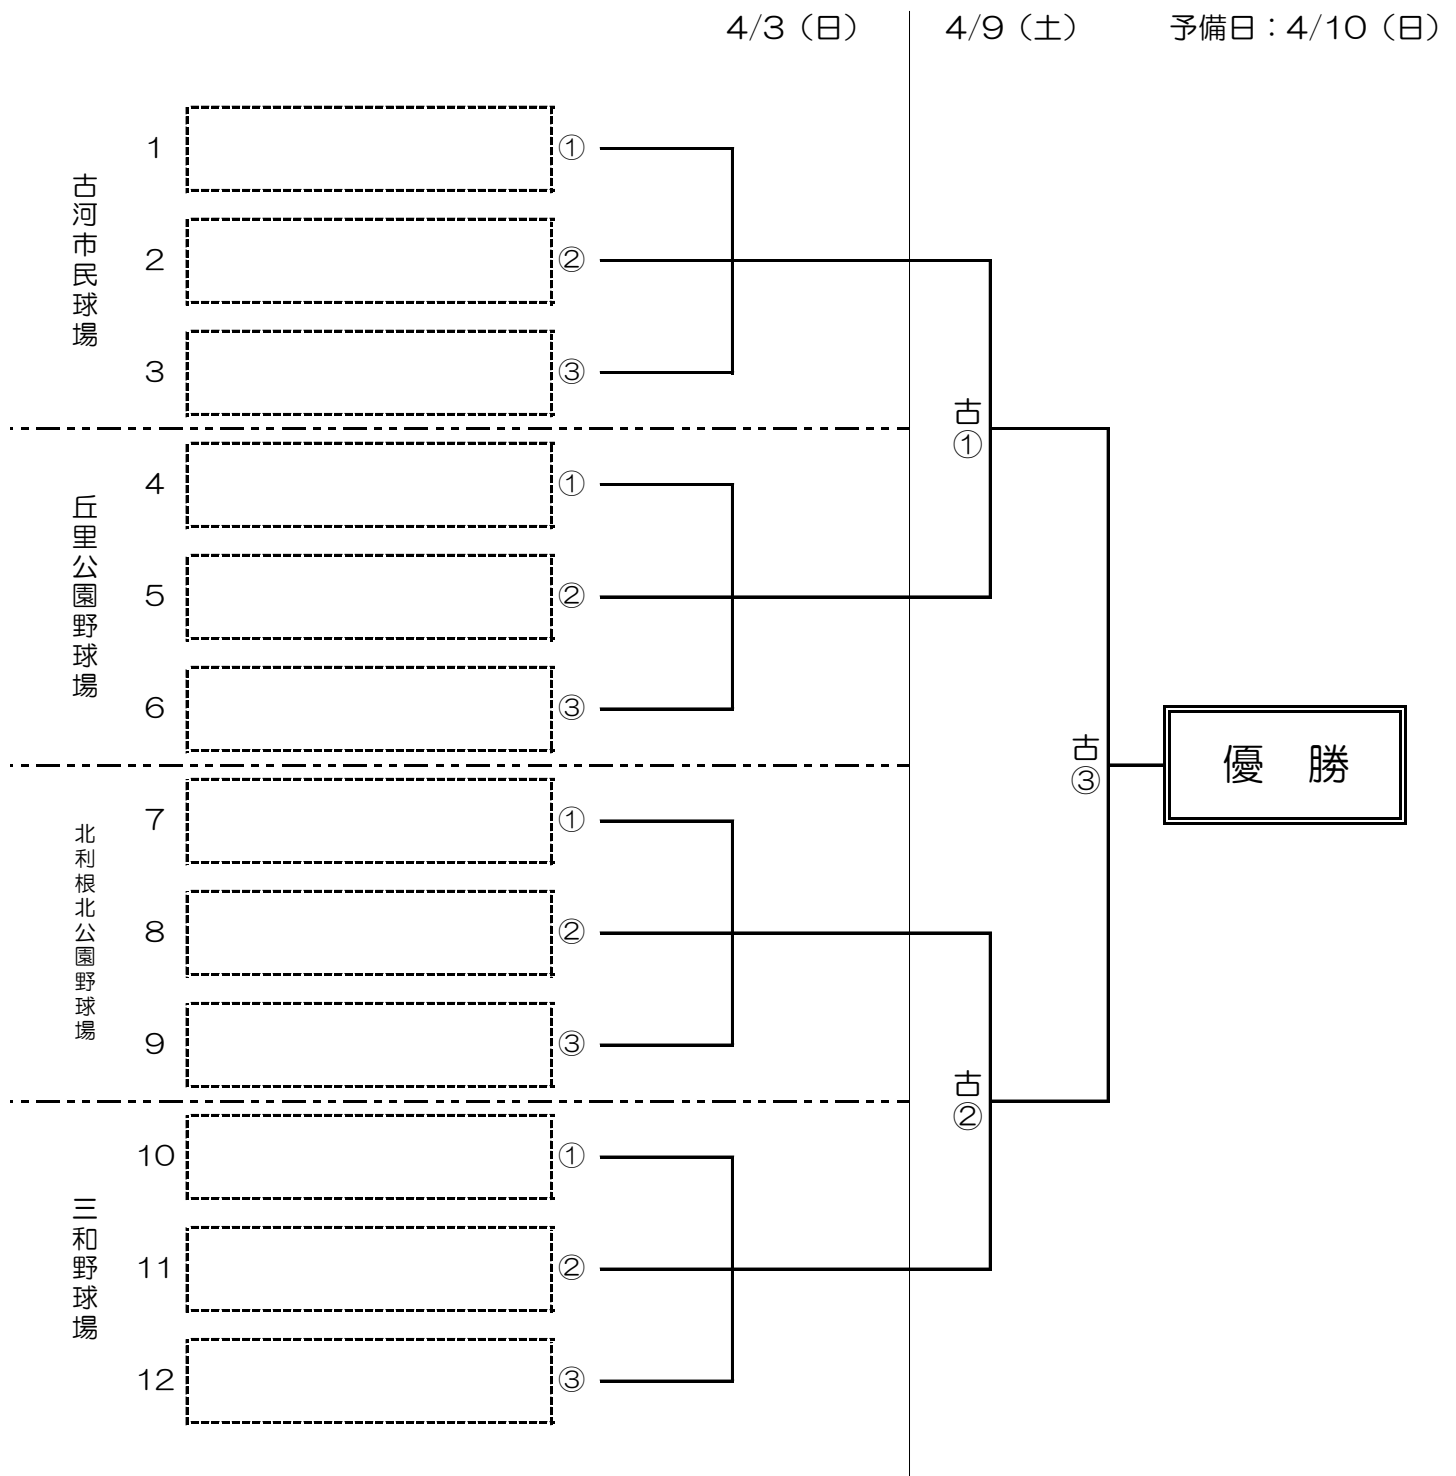 4/3（日）
4/9（土）
予備日：4/10（日）
古河市民球場
1
①
2
②
3
③
丘里公園野球場
4
①
5
②
6
③
北利根北公園野球場
7
①
8
②
9
③
三和野球場
10
①
11
②
12
③
古①
古②
古③
優　勝